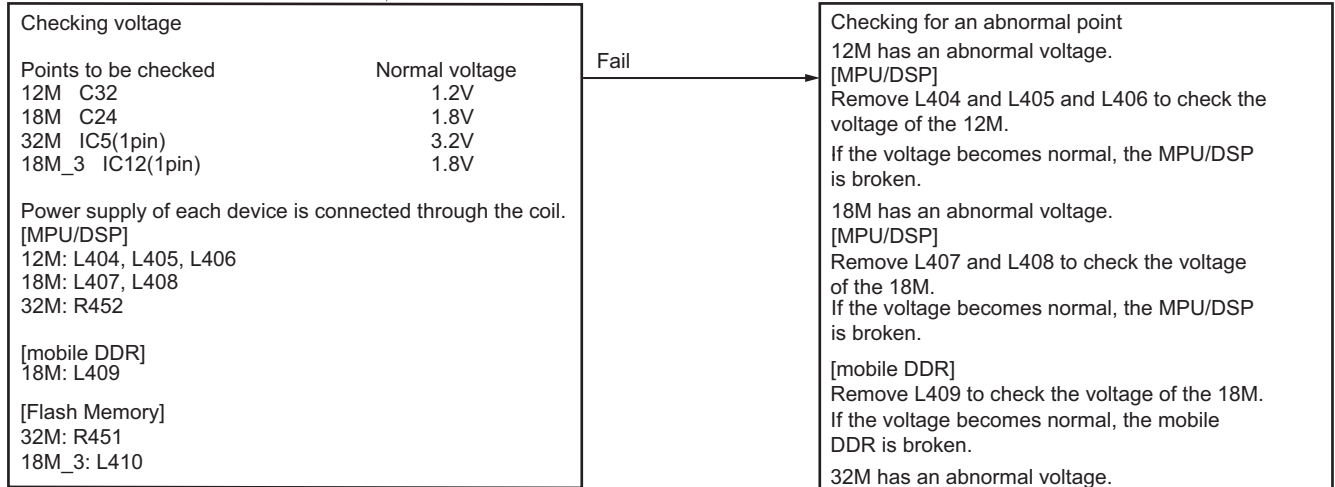 Checking voltage
Points to be checked Normal voltage
12M C32 1.2V
18M C24 1.8V
32M IC5(1pin) 3.2V
18M_3 IC12(1pin) 1.8V
Power supply of each device is connected through the coil.
[MPU/DSP]
12M: L404, L405, L406
18M: L407, L408
32M: R452
[mobile DDR]
18M: L409
[Flash Memory]
32M: R451
18M_3: L410
Fail
Checking for an abnormal point
12M has an abnormal voltage.
[MPU/DSP]
Remove L404 and L405 and L406 to check the
voltage of the 12M.
If the voltage becomes normal, the MPU/DSP
is broken.
18M has an abnormal voltage.
[MPU/DSP]
Remove L407 and L408 to check the voltage
of the 18M.
If the voltage becomes normal, the MPU/DSP
is broken.
[mobile DDR]
Remove L409 to check the voltage of the 18M.
If the voltage becomes normal, the mobile
DDR is broken.
32M has an abnormal voltage.